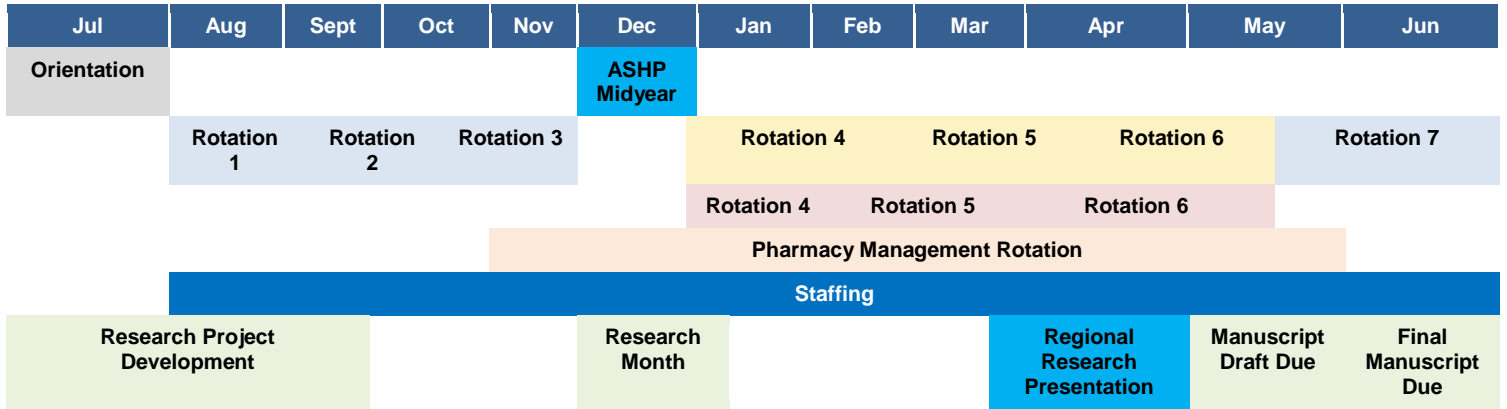 Jul Aug Sept Oct Nov Dec Jan Feb Mar Apr May Jun
Orientation ASHP
Midyear
Rotation Rotation Rotation 3 Rotation 4 Rotation 5 Rotation 6 Rotation 7
1 2
Rotation 4 Rotation 5 Rotation 6
Pharmacy Management Rotation
Staffing
Research Project
Development
Research
Month
Regional
Research
Presentation
Manuscript
Draft Due
Final
Manuscript
Due